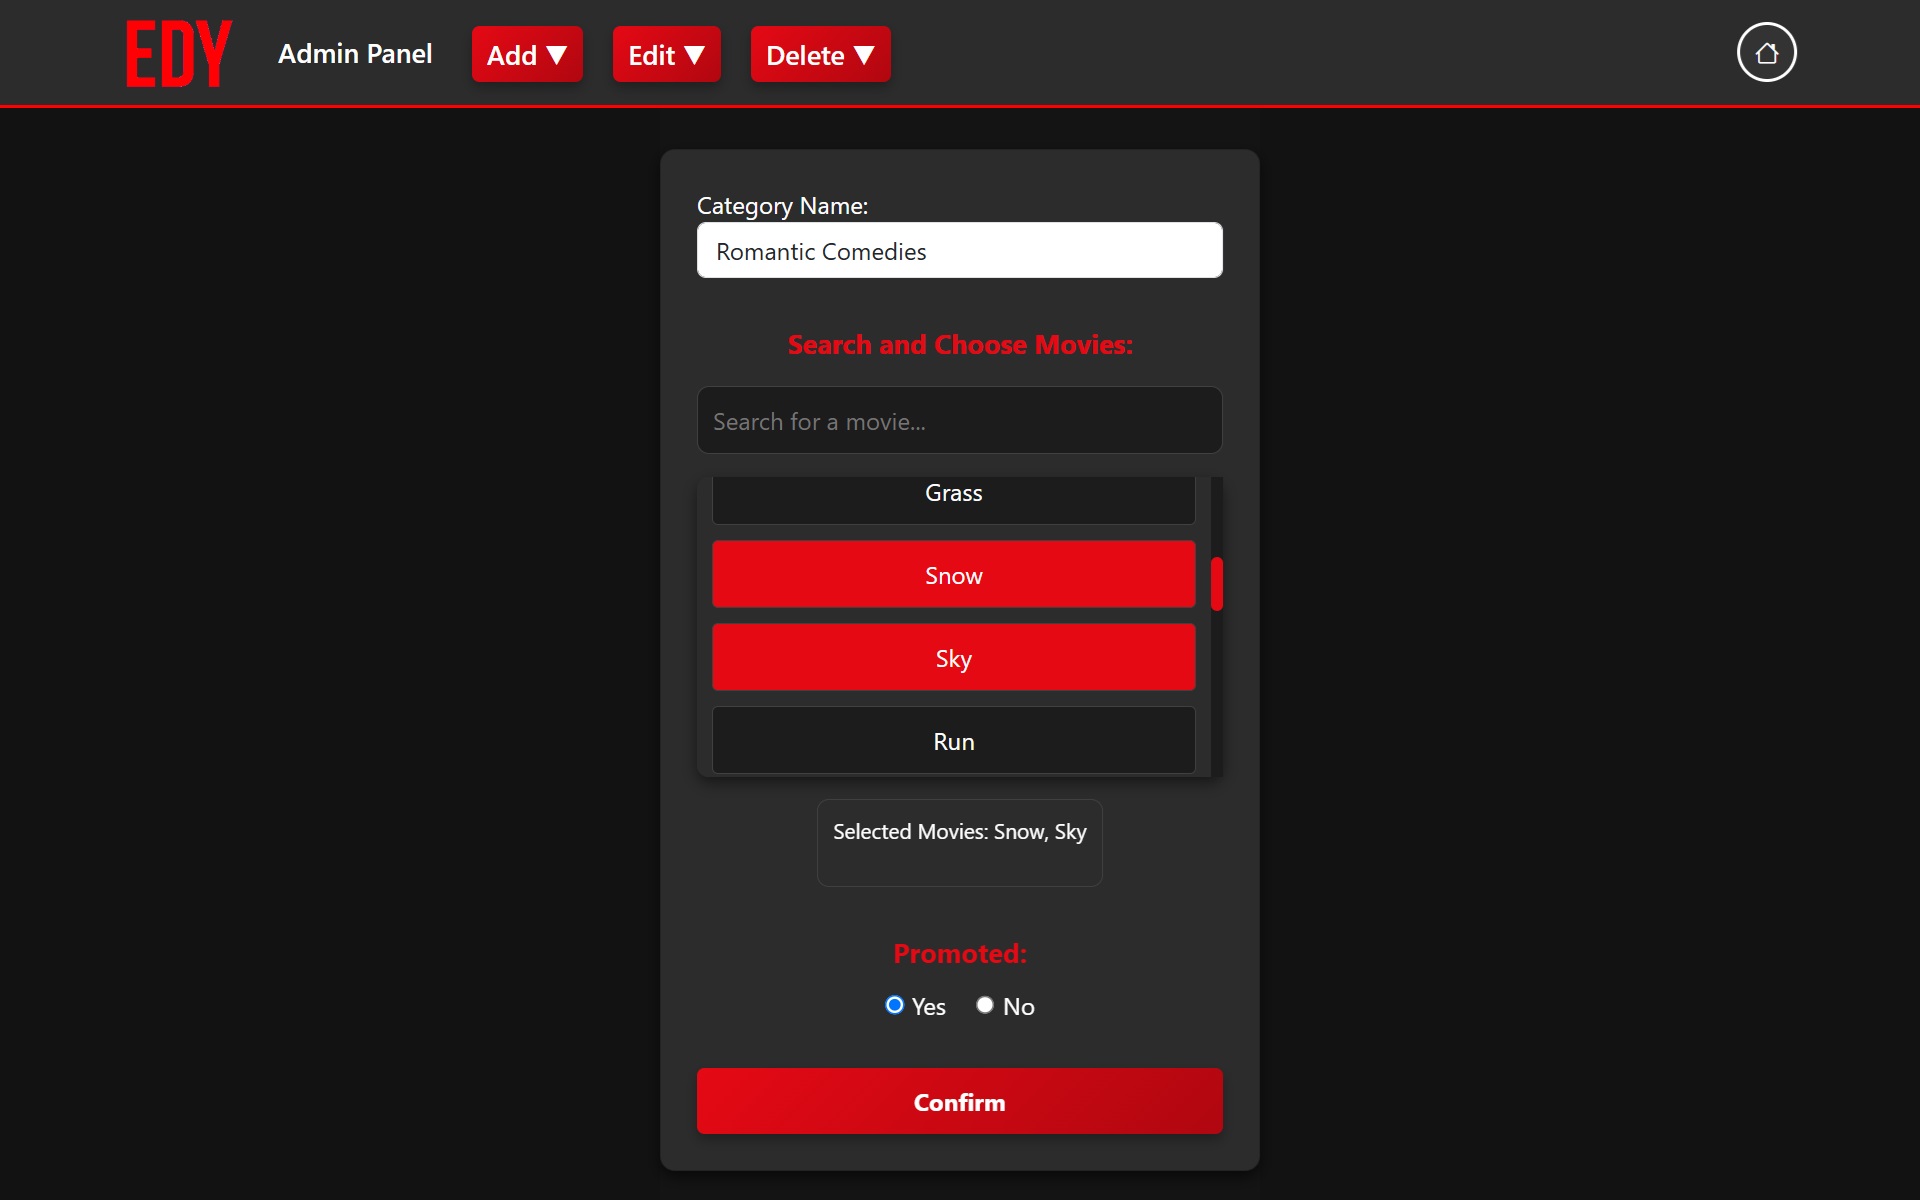 EDY
Admin Panel
Add ▼
Edit ▼
Delete ▼
Category Name:
Romantic Comedies
Search and Choose Movies:
Search for a movie...
Grass
Snow
Sky
Run
Selected Movies: Snow, Sky
Promoted:
Yes No
Confirm